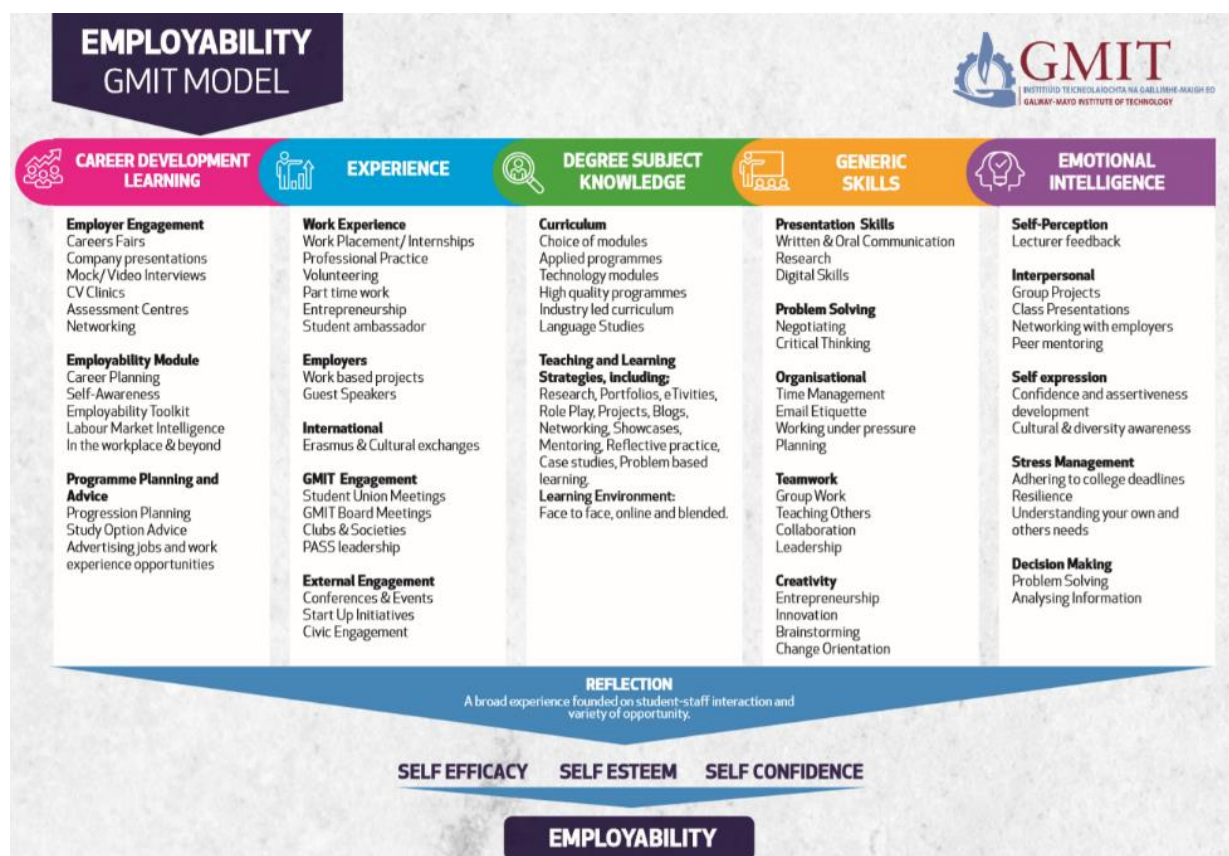 EMPLOYABILITY
GMIT MODEL
GMIT
INSTITIÚID TEICNEOLAÍOCHTA NA GAILLIMHE-MAIGH EO
GALWAY-MAYO INSTITUTE OF TECHNOLOGY
CAREER DEVELOPMENT
LEARNING
Employer Engagement
Careers Fairs
Company presentations
Mock/Video Interviews
CV Clinics
Assessment Centres
Networking
Employability Module
Career Planning
Self-Awareness
Employability Toolkit
Labour Market Intelligence
In the workplace & beyond
Programme Planning and
Advice
Progression Planning
Study Option Advice
Advertising jobs and work
experience opportunities
EXPERIENCE
Work Experience
Work Placement/ Internships
Professional Practice
Volunteering
Part time work
Entrepreneurship
Student ambassador
Employers
Work based projects
Guest Speakers
International
Erasmus & Cultural exchanges
GMIT Engagement
Student Union Meetings
GMIT Board Meetings
Clubs & Societies
PASS leadership
External Engagement
Conferences & Events
Start Up Initiatives
Civic Engagement
DEGREE SUBJECT
KNOWLEDGE
Curriculum
Choice of modules
Applied programmes
Technology modules
High quality programmes
Industry led curriculum
Language Studies
Teaching and Learning
Strategies, including;
Research, Portfolios, eTivities,
Role Play, Projects, Blogs,
Networking, Showcases,
Mentoring, Reflective practice,
Case studies, Problem based
learning.
Learning Environment:
Face to face, online and blended.
GENERIC
SKILLS
Presentation Skills
Written & Oral Communication
Research
Digital Skills
Problem Solving
Negotiating
Critical Thinking
Organisational
Time Management
Email Etiquette
Working under pressure
Planning
Teamwork
Group Work
Teaching Others
Collaboration
Leadership
Creativity
Entrepreneurship
Innovation
Brainstorming
Change Orientation
EMOTIONAL
INTELLIGENCE
Self-Perception
Lecturer feedback
Interpersonal
Group Projects
Class Presentations
Networking with employers
Peer mentoring
Self expression
Confidence and assertiveness
development
Cultural & diversity awareness
Stress Management
Adhering to college deadlines
Resilience
Understanding your own and
others needs
Decision Making
Problem Solving
Analysing Information
REFLECTION
A broad experience founded on student-staff interaction and
variety of opportunity.
SELF EFFICACY SELF ESTEEM SELF CONFIDENCE
EMPLOYABILITY